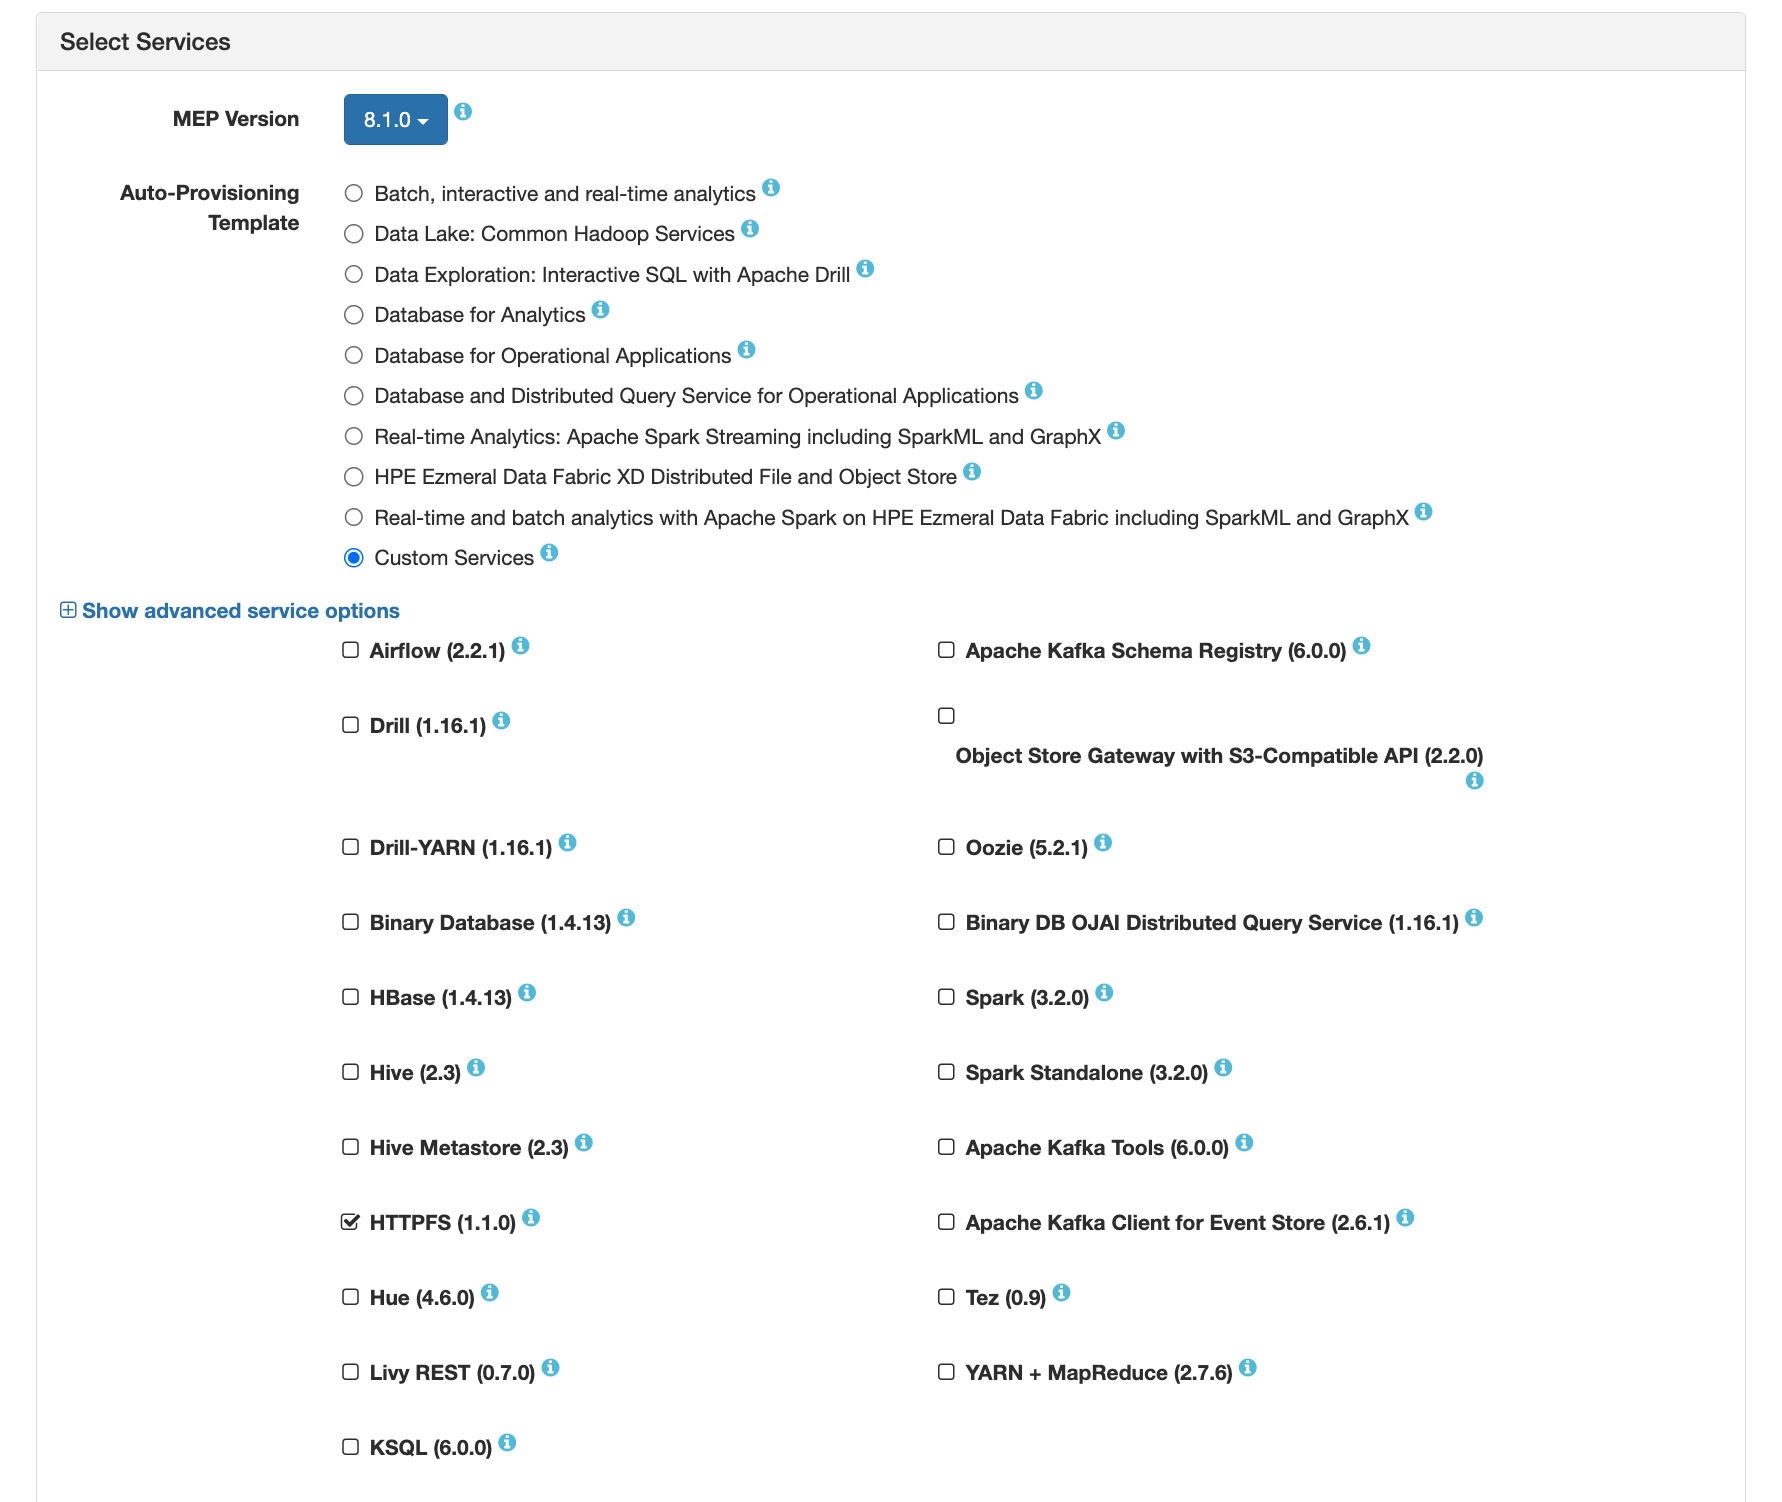 Select Services
MEP Version
8.1.0
Auto-Provisioning
Template
Batch, interactive and real-time analytics
Data Lake: Common Hadoop Services
Data Exploration: Interactive SQL with Apache Drill
Database for Analytics
Database for Operational Applications
Database and Distributed Query Service for Operational Applications
Real-time Analytics: Apache Spark Streaming including SparkML and GraphX
HPE Ezmeral Data Fabric XD Distributed File and Object Store
Real-time and batch analytics with Apache Spark on HPE Ezmeral Data Fabric including SparkML and GraphX
Custom Services
Show advanced service options
Airflow (2.2.1)
Apache Kafka Schema Registry (6.0.0)
Drill (1.16.1)
Object Store Gateway with S3-Compatible API (2.2.0)
Drill-YARN (1.16.1)
Oozie (5.2.1)
Binary Database (1.4.13)
Binary DB OJAI Distributed Query Service (1.16.1)
HBase (1.4.13)
Spark (3.2.0)
Hive (2.3)
Spark Standalone (3.2.0)
Hive Metastore (2.3)
Apache Kafka Tools (6.0.0)
HTTPFS (1.1.0)
Apache Kafka Client for Event Store (2.6.1)
Hue (4.6.0)
Tez (0.9)
Livy REST (0.7.0)
YARN + MapReduce (2.7.6)
KSQL (6.0.0)